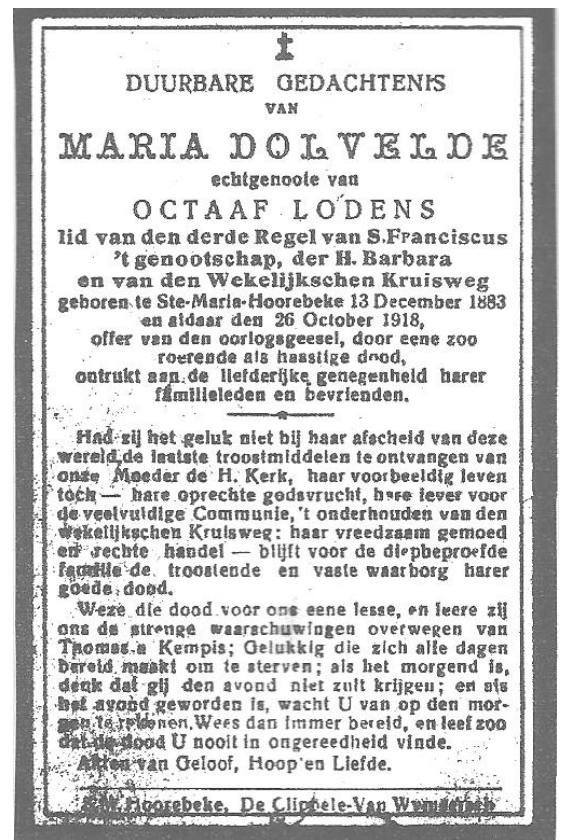 DUURBARE GEDACHTENIS
VAN
MARIA DOLVELDE
echtgenoote van
OCTAAF LODENS
lid van den derde Regel van S. Franciscus
't genootschap, der H. Barbara
en van den Wekelijkschen Kruisweg
geboren te Ste-Maria-Hoorebeke 13 December 1883
en aldaar den 26 October 1918,
offer van den oorlogsgeesel, door eene zoo
roerende als haastige dood,
ontrukt aan de liefderijke genegenheid harer
familieleden en bevrienden.
Had zij het geluk niet bij haar afscheid van deze
wereld, de laatste troostmiddelen te ontvangen van
onze Moeder de H. Kerk, haar voorbeeldig leven
toch — hare oprechte godsvrucht, hare iever voor
de veelvuldige Communie, 't onderhouden van den
wekelijkschen Kruisweg: haar vreedzaam gemoed
en rechte handel — blijft voor de diepbeproefde
familie de troostende en vaste waarborg harer
goede dood.
Weze die dood voor ons eene lesse, en leere zij
ons de strenge waarschuwingen overwegen van
Thomas a Kempis; Gelukkig die zich alle dagen
bereid maakt om te sterven; als het morgend is,
denk dat gij den avond niet zult krijgen; en als
het avond geworden is, wacht U van op den mor-
gen te rekenen. Wees dan immer bereid, en leef zoo
dat de dood U nooit in ongereedheid vinde.
Akten van Geloof, Hoop en Liefde.
S. M. Hoorebeke, De Clippele-Van